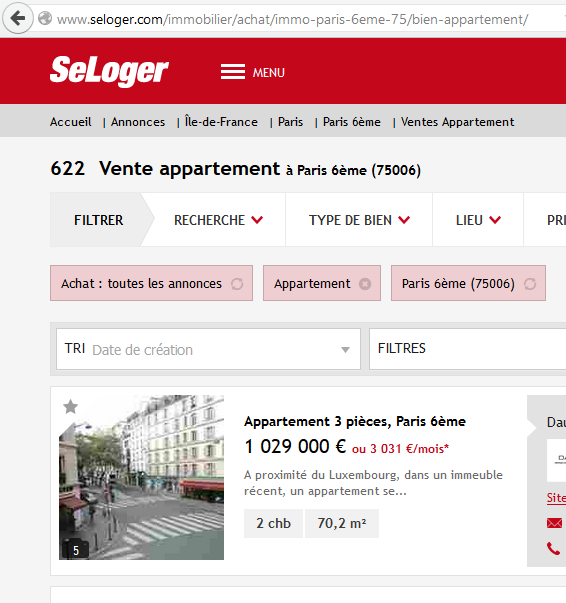 www.seloger.com/immobilier/achat/immo-paris-6eme-75/bien-appartement/
SeLoger
MENU
Accueil | Annonces | Île-de-France | Paris | Paris 6ème | Ventes Appartement
622 Vente appartement à Paris 6ème (75006)
FILTRER RECHERCHE TYPE DE BIEN LIEU PRI
Achat : toutes les annonces Appartement Paris 6ème (75006)
TRI Date de création FILTRES
Appartement 3 pièces, Paris 6ème
1 029 000 € ou 3 031 €/mois*
A proximité du Luxembourg, dans un immeuble
récent, un appartement se...
2 chb 70,2 m²
5
Dau
Site